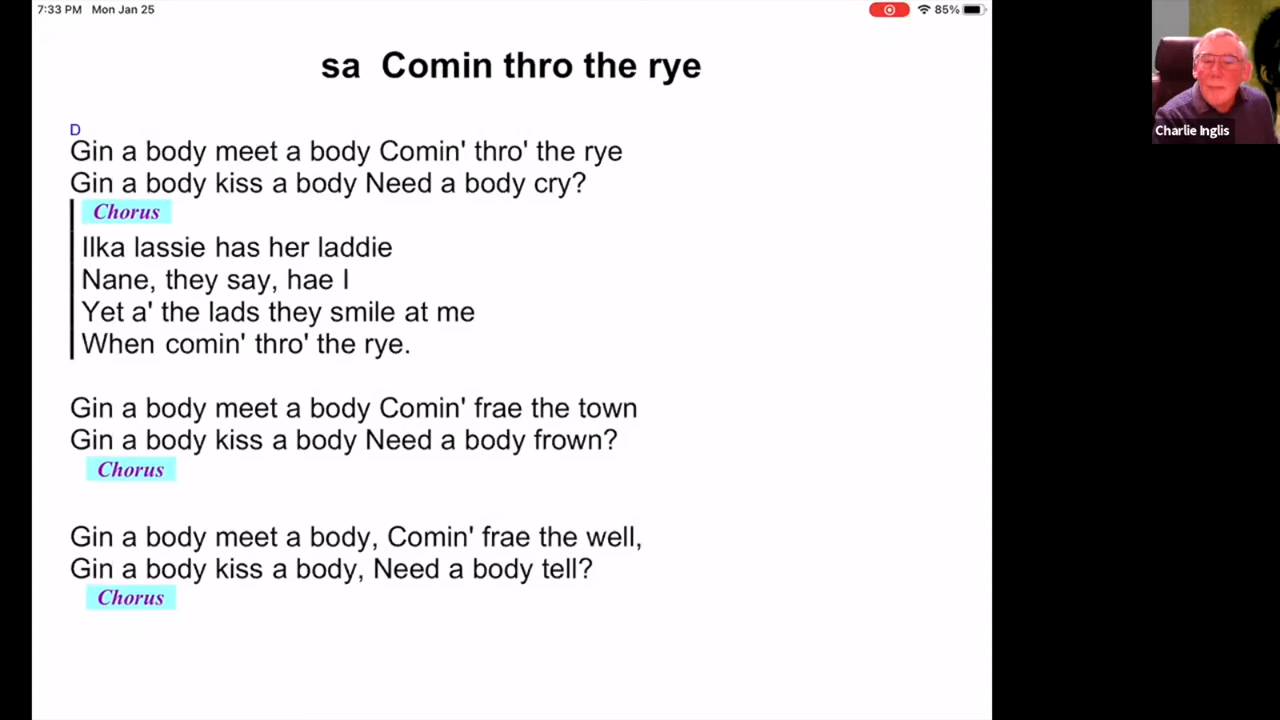 7:33 PM Mon Jan 25
85%
sa Comin thro the rye
D
Gin a body meet a body Comin' thro' the rye
Gin a body kiss a body Need a body cry?
Chorus
Ilka lassie has her laddie
Nane, they say, hae I
Yet a' the lads they smile at me
When comin' thro' the rye.
Gin a body meet a body Comin' frae the town
Gin a body kiss a body Need a body frown?
Chorus
Gin a body meet a body, Comin' frae the well,
Gin a body kiss a body, Need a body tell?
Chorus
Charlie Inglis